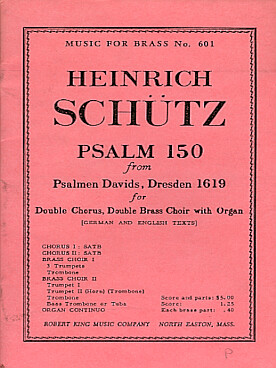 MUSIC FOR BRASS No. 601
HEINRICH
SCHÜTZ
PSALM 150
from
Psalmen Davids, Dresden 1619
for
Double Chorus, Double Brass Choir with Organ
[GERMAN AND ENGLISH TEXTS]
CHORUS I: SATB
CHORUS II: SATB
BRASS CHOIR I
3 Trumpets
Trombone
BRASS CHOIR II
Trumpet I
Trumpet II (Horn) (Trombone)
Trombone Score and parts: $5.00
Bass Trombone or Tuba Score: 1.25
ORGAN CONTINUO Each brass part: .40
ROBERT KING MUSIC COMPANY NORTH EASTON, MASS.
P